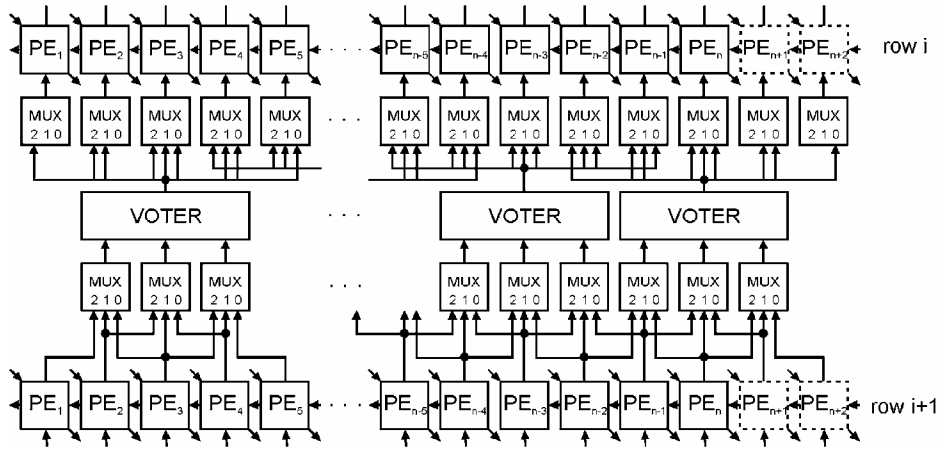 PE1 PE2 PE3 PE4 PE5 . . . PEn-5 PEn-4 PEn-3 PEn-2 PEn-1 PEn PEn+1 PEn+2 row i
MUX MUX MUX MUX MUX . . . MUX MUX MUX MUX MUX MUX MUX MUX
2 1 0 2 1 0 2 1 0 2 1 0 2 1 0 2 1 0 2 1 0 2 1 0 2 1 0 2 1 0 2 1 0 2 1 0 2 1 0
VOTER . . . VOTER VOTER
MUX MUX MUX . . . MUX MUX MUX MUX MUX MUX
2 1 0 2 1 0 2 1 0 2 1 0 2 1 0 2 1 0 2 1 0 2 1 0 2 1 0
PE1 PE2 PE3 PE4 PE5 . . . PEn-5 PEn-4 PEn-3 PEn-2 PEn-1 PEn PEn+1 PEn+2 row i+1